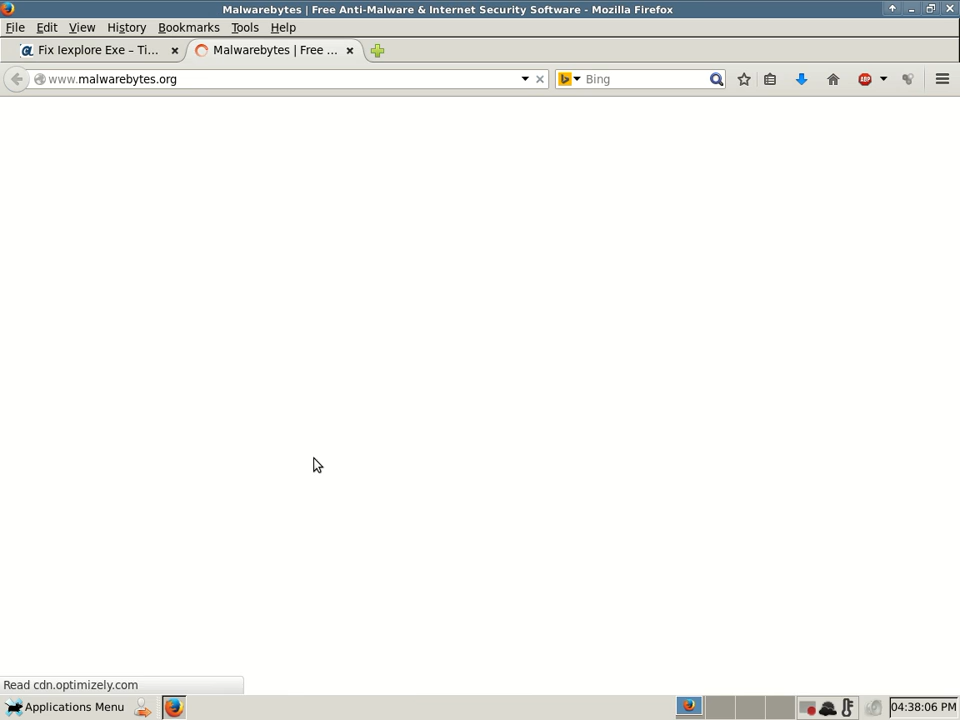 Malwarebytes | Free Anti-Malware & Internet Security Software - Mozilla Firefox
File Edit View History Bookmarks Tools Help
Fix Iexplore Exe – Ti... Malwarebytes | Free ...
www.malwarebytes.org Bing ABP
Read cdn.optimizely.com
Applications Menu 04:38:06 PM